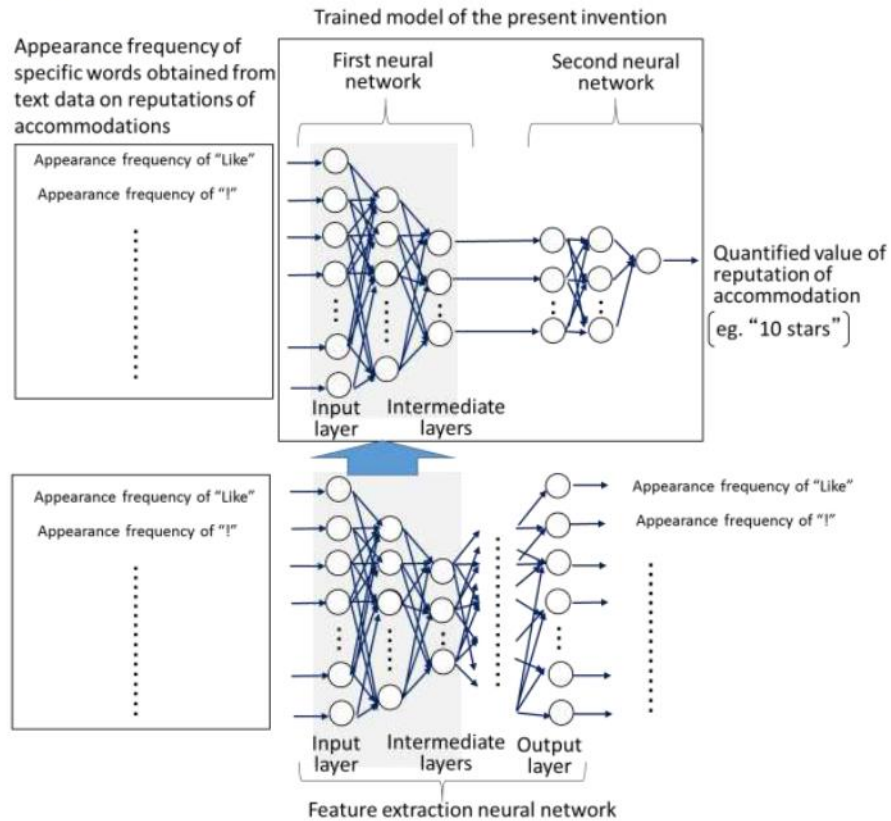 Trained model of the present invention
Appearance frequency of
specific words obtained from
text data on reputations of
accommodations
First neural
network
Second neural
network
Appearance frequency of "Like"
Appearance frequency of "!"
Quantified value of
reputation of
accommodation
eg. "10 stars"
Input
layer
Intermediate
layers
Appearance frequency of "Like"
Appearance frequency of "!"
Appearance frequency of "Like"
Appearance frequency of "!"
Input
layer
Intermediate
layers
Output
layer
Feature extraction neural network